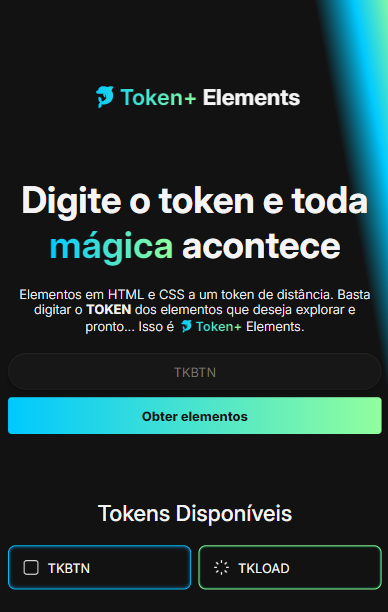 Token+ Elements
Digite o token e toda
mágica acontece
Elementos em HTML e CSS a um token de distância. Basta
digitar o TOKEN dos elementos que deseja explorar e
pronto... Isso é Token+ Elements.
TKBTN
Obter elementos
Tokens Disponíveis
TKBTN
TKLOAD